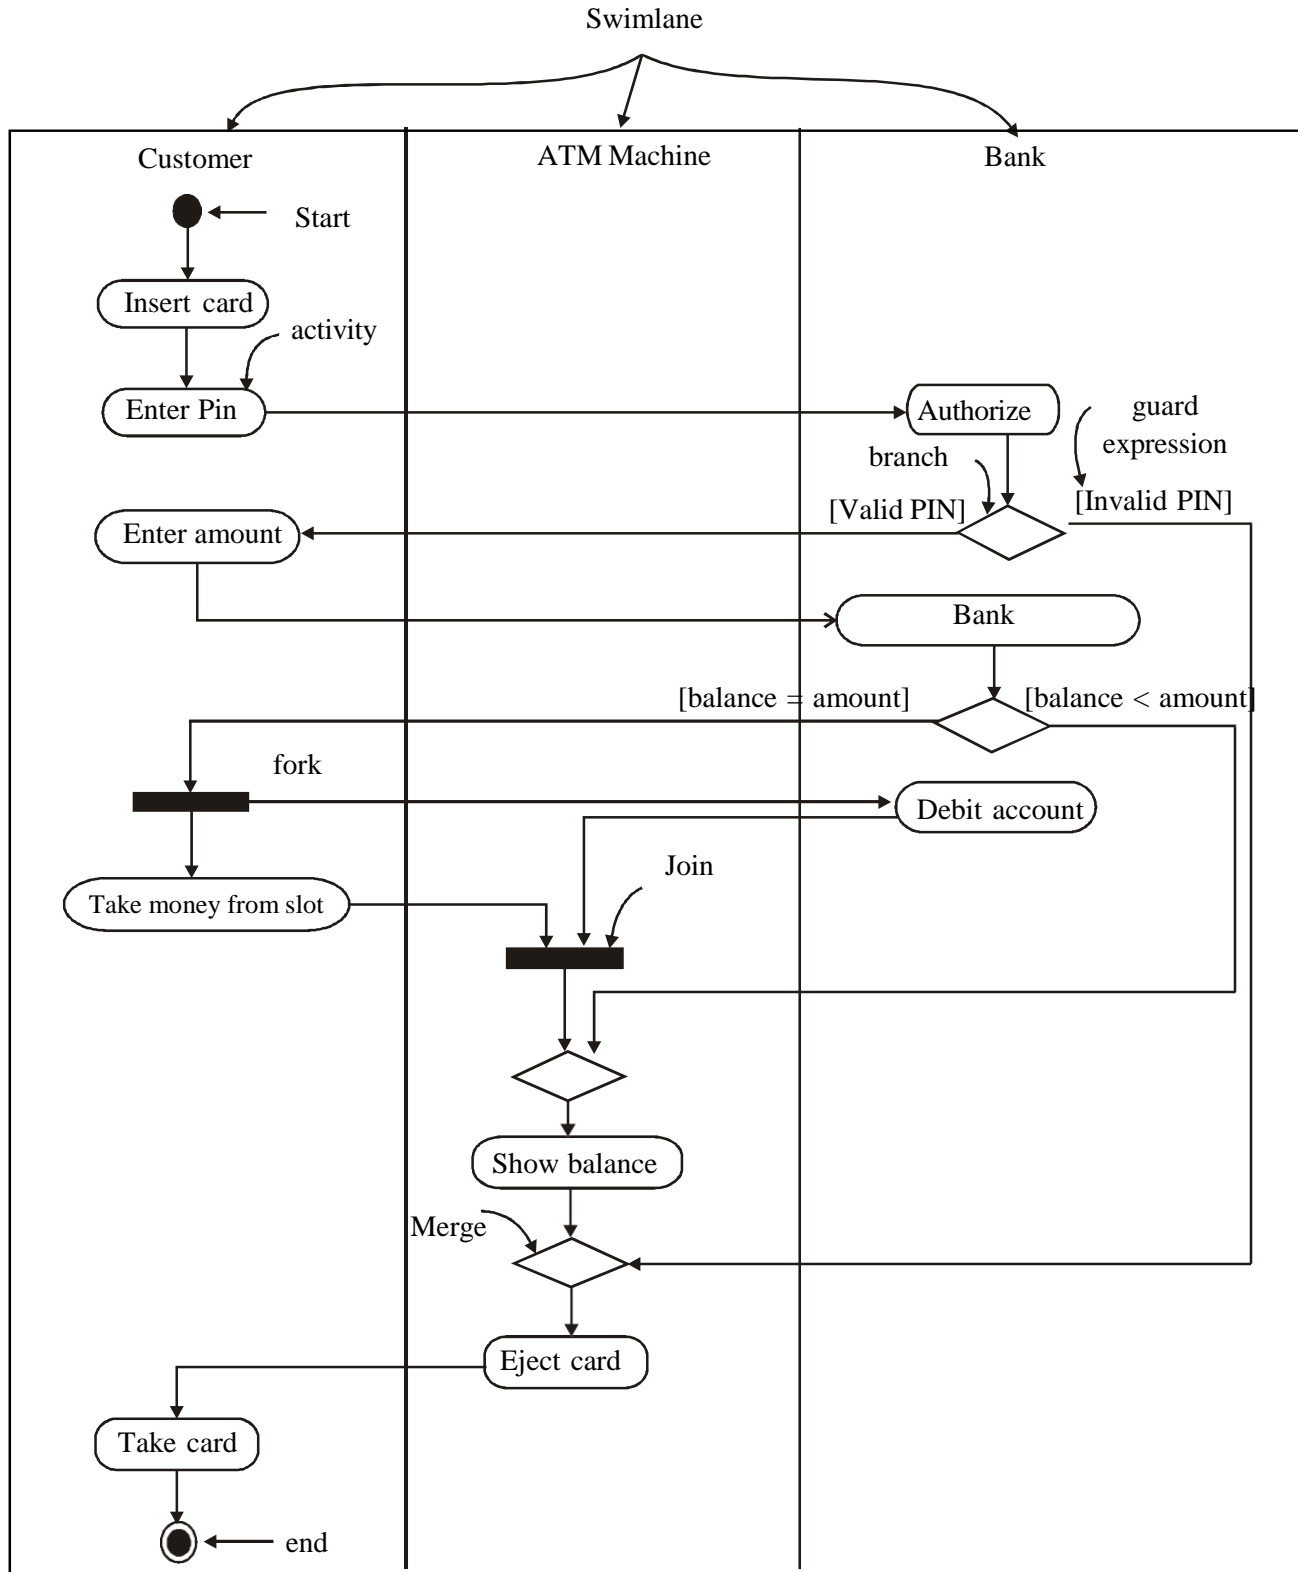 Swimlane
Customer
ATM Machine
Bank
Start
Insert card
activity
Enter Pin
Authorize
guard
expression
branch
[Valid PIN]
[Invalid PIN]
Enter amount
Bank
[balance = amount]
[balance < amount]
fork
Debit account
Join
Take money from slot
Show balance
Merge
Eject card
Take card
end